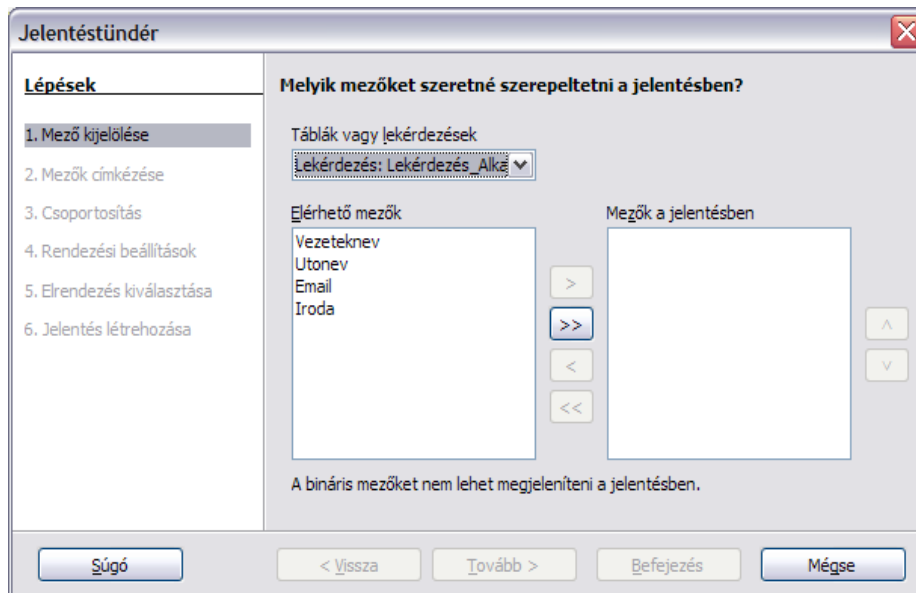 Jelentéstündér
Lépések
1. Mező kijelölése
2. Mezők címkézése
3. Csoportosítás
4. Rendezési beállítások
5. Elrendezés kiválasztása
6. Jelentés létrehozása
Melyik mezőket szeretné szerepeltetni a jelentésben?
Táblák vagy lekérdezések
Lekérdezés: Lekérdezés_Alka
Elérhető mezők
Vezeteknev
Utonev
Email
Iroda
>
>>
<
<<
Mezők a jelentésben
A bináris mezőket nem lehet megjeleníteni a jelentésben.
Súgó
< Vissza
Tovább >
Befejezés
Mégse